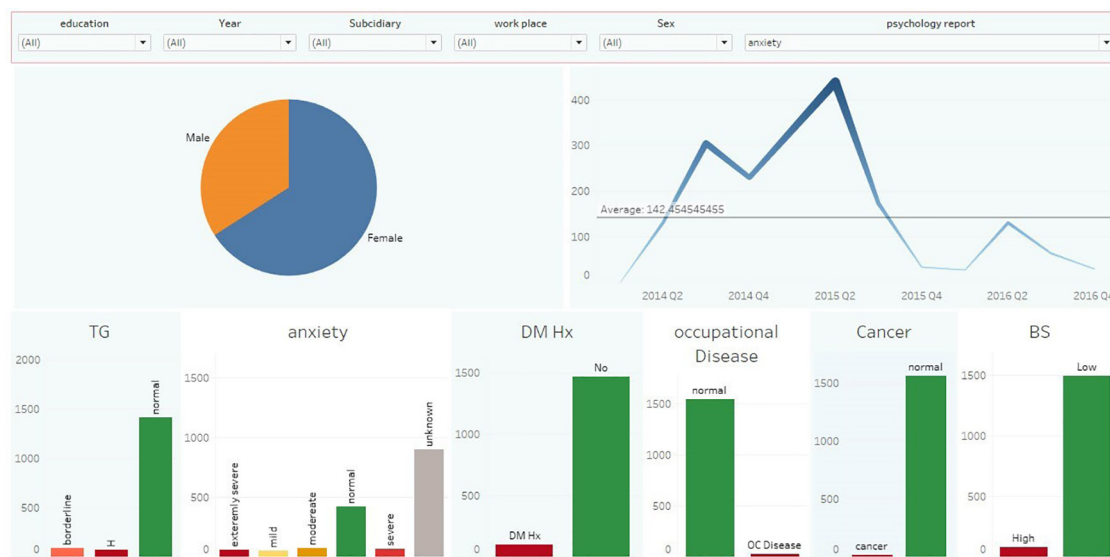 education Year Subcidiary work place Sex psychology report
(All) (All) (All) (All) (All) anxiety
Male
Female
400
300
200
Average: 142.454545455
100
0
2014 Q2 2014 Q4 2015 Q2 2015 Q4 2016 Q2 2016 Q4
TG
2000
1500
1000
500
0
borderline
H
normal
anxiety
1500
1000
500
0
exteremly severe
mild
modereate
normal
severe
unknown
DM Hx
1500
1000
500
0
DM Hx
No
occupational
Disease
1500
1000
500
0
normal
OC Disease
Cancer
1500
1000
500
0
cancer
normal
BS
1500
1000
500
0
High
Low